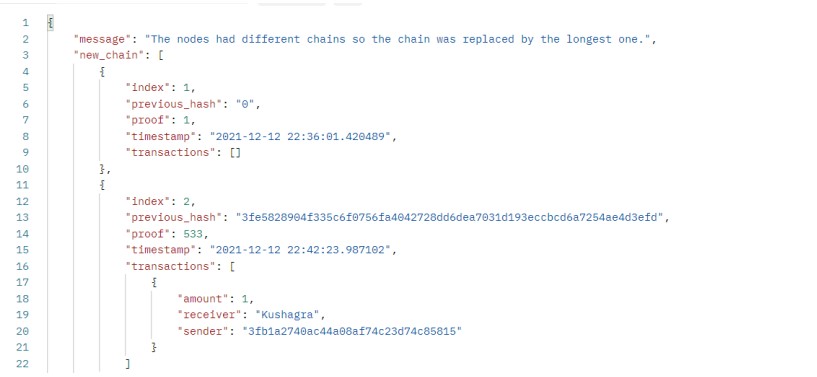 1 {
2 "message": "The nodes had different chains so the chain was replaced by the longest one.",
3 "new_chain": [
4 {
5 "index": 1,
6 "previous_hash": "0",
7 "proof": 1,
8 "timestamp": "2021-12-12 22:36:01.420489",
9 "transactions": []
10 },
11 {
12 "index": 2,
13 "previous_hash": "3fe5828904f335c6f0756fa4042728dd6dea7031d193eccbcd6a7254ae4d3efd",
14 "proof": 533,
15 "timestamp": "2021-12-12 22:42:23.987102",
16 "transactions": [
17 {
18 "amount": 1,
19 "receiver": "Kushagra",
20 "sender": "3fb1a2740ac44a08af74c23d74c85815"
21 }
22 ]